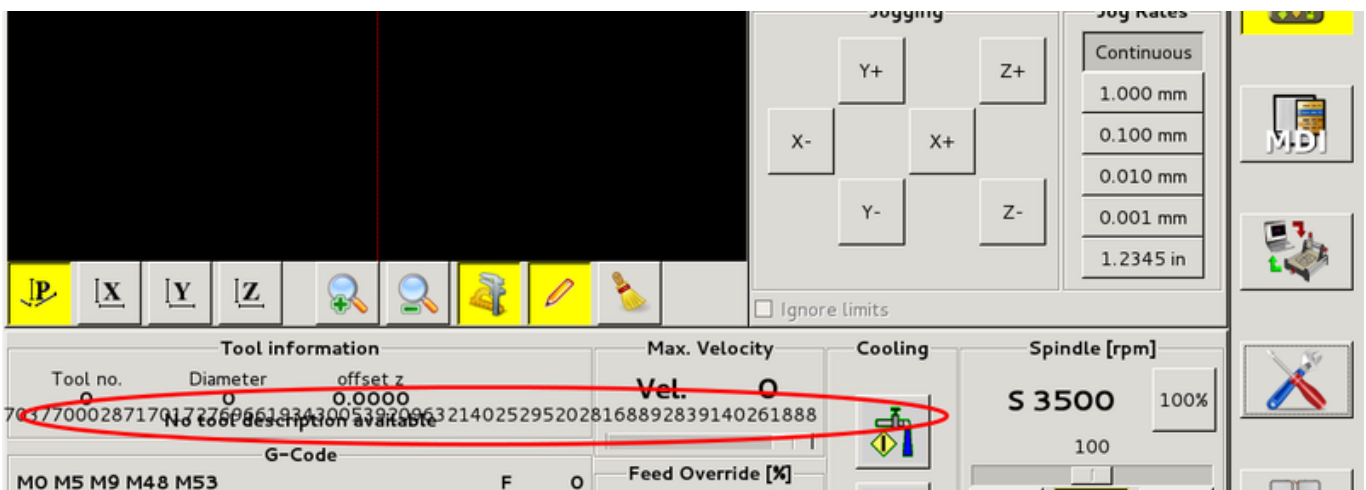 Jogging
Jog Rates
Continuous
Y+
Z+
1.000 mm
X-
X+
0.100 mm
MDI
0.010 mm
Y-
Z-
0.001 mm
1.2345 in
P
X
Y
Z
Ignore limits
Tool information
Max. Velocity
Cooling
Spindle [rpm]
Tool no.
Diameter
offset z
0
0
0.0000
Vel.
0
S 3500
100%
No tool description available
100
G-Code
M0 M5 M9 M48 M53
F
0
Feed Override [%]